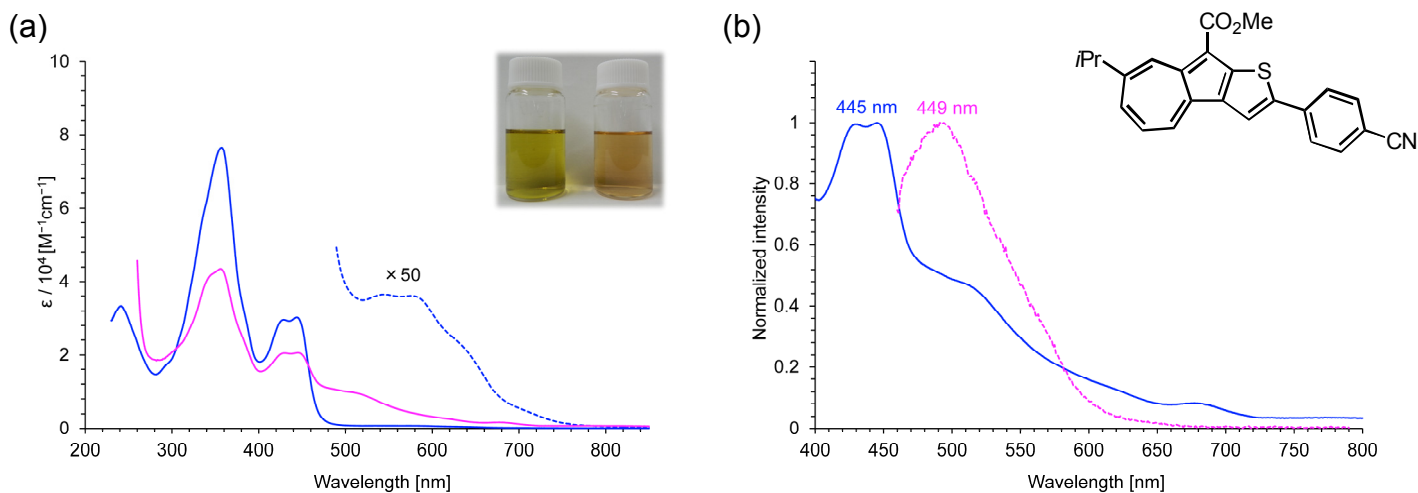 (a)
10
8
6
4
2
0
ε / 10⁴ [M⁻¹cm⁻¹]
× 50
200 300 400 500 600 700 800
Wavelength [nm]
(b)
CO₂Me
iPr
S
CN
445 nm 449 nm
1
0.8
0.6
0.4
0.2
0
Normalized intensity
400 450 500 550 600 650 700 750 800
Wavelength [nm]